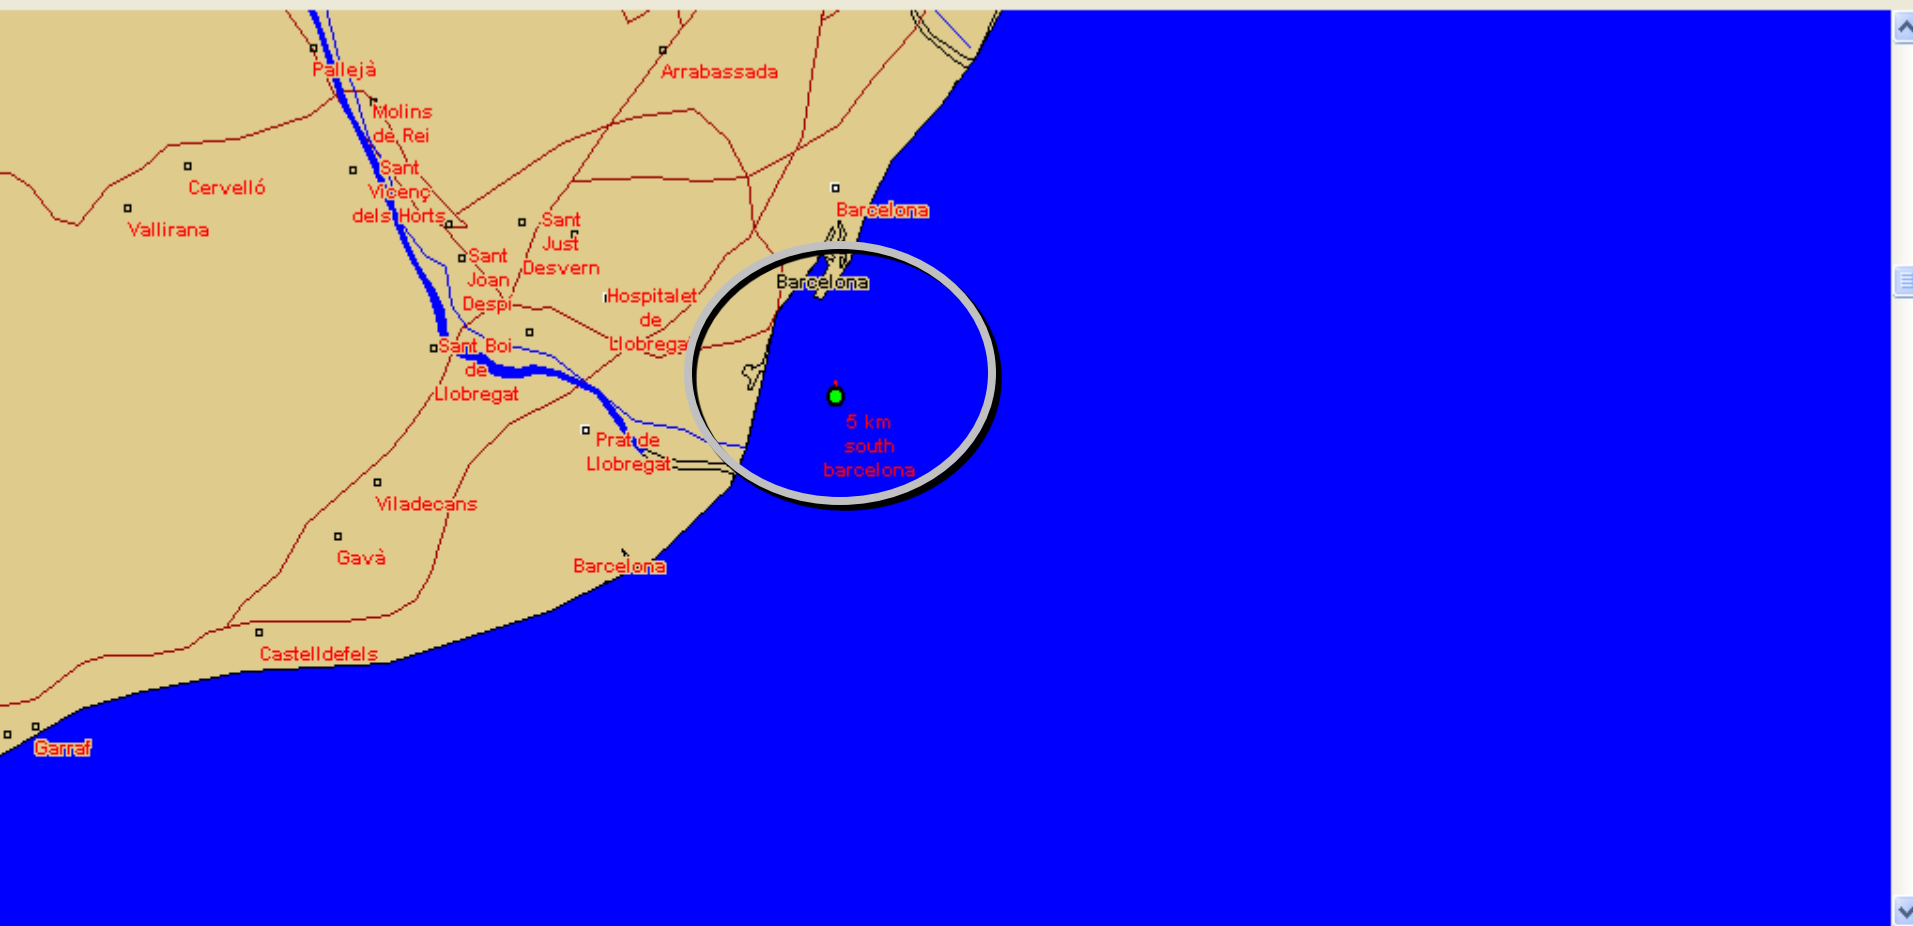 Pallejà
Arrabassada
Molins
de Rei
Sant
Vicenç
dels Horts
Cervelló
Vallirana
Barcelona
Sant
Just
Desvern
Sant
Joan
Despí
Barcelona
Hospitalet
de
Llobrega
Sant Boi
de
Llobregat
5 km
south
barcelona
Prat de
Llobregat
Viladecans
Gavà
Barcelona
Castelldefels
Garraf